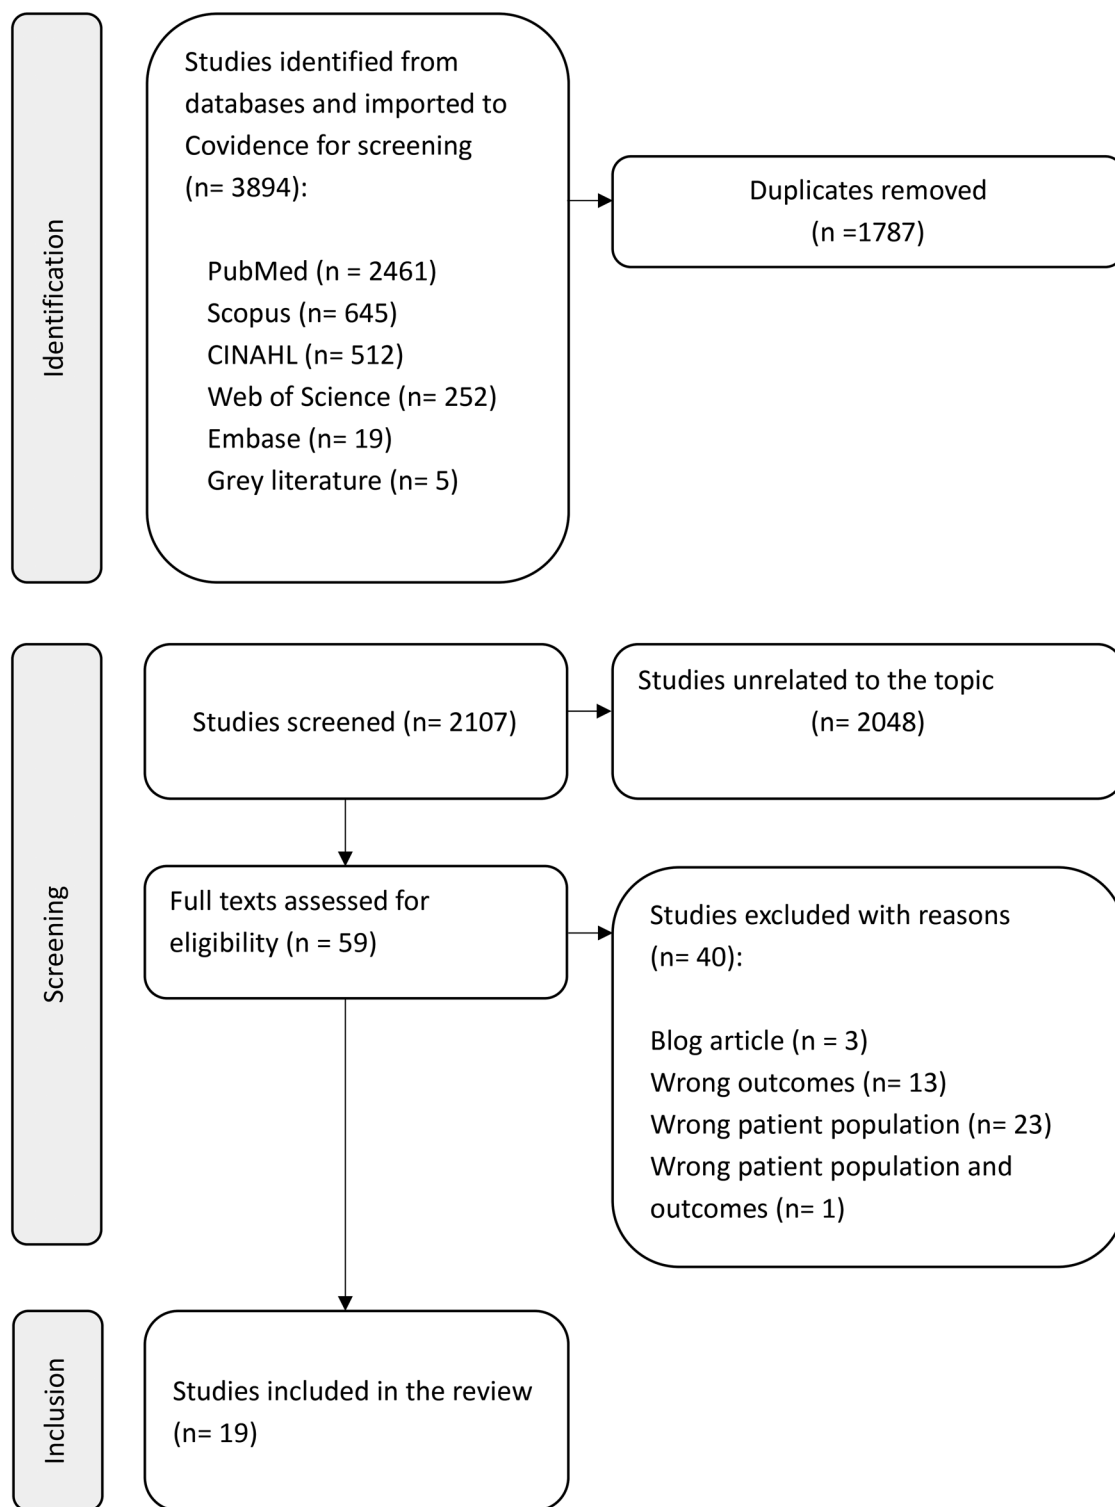 Identification
Studies identified from
databases and imported to
Covidence for screening
(n= 3894):
PubMed (n = 2461)
Scopus (n= 645)
CINAHL (n= 512)
Web of Science (n= 252)
Embase (n= 19)
Grey literature (n= 5)
Duplicates removed
(n =1787)
Screening
Studies screened (n= 2107)
Studies unrelated to the topic
(n= 2048)
Full texts assessed for
eligibility (n = 59)
Studies excluded with reasons
(n= 40):
Blog article (n = 3)
Wrong outcomes (n= 13)
Wrong patient population (n= 23)
Wrong patient population and
outcomes (n= 1)
Inclusion
Studies included in the review
(n= 19)